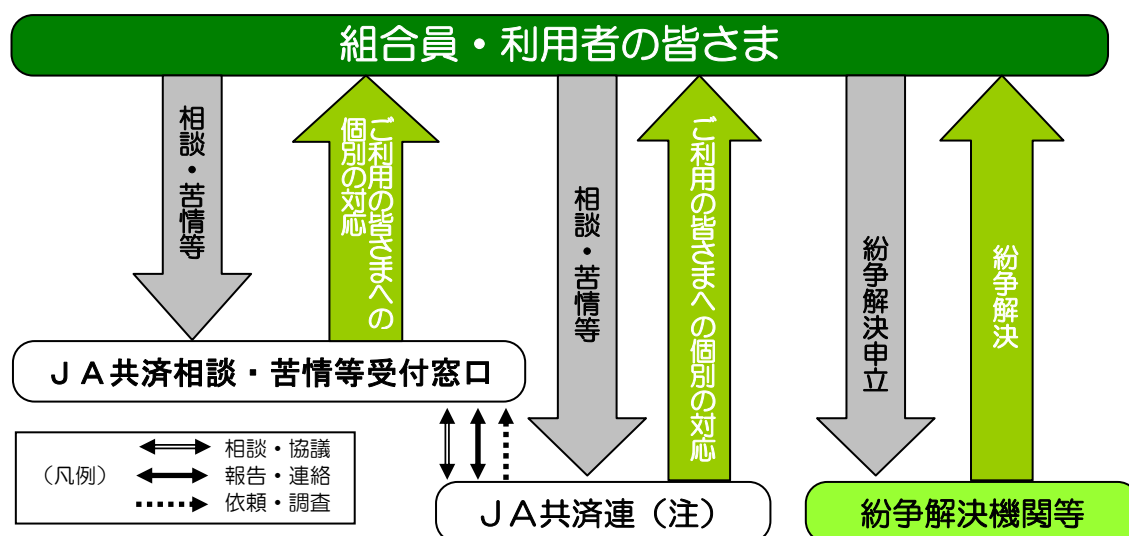 組合員・利用者の皆さま
相談・苦情等
ご利用の皆さまへの
個別の対応
相談・苦情等
ご利用の皆さまへの個別の対応
紛争解決申立
紛争解決
ＪＡ共済相談・苦情等受付窓口
（凡例）
相談・協議
報告・連絡
依頼・調査
ＪＡ共済連（注）
紛争解決機関等